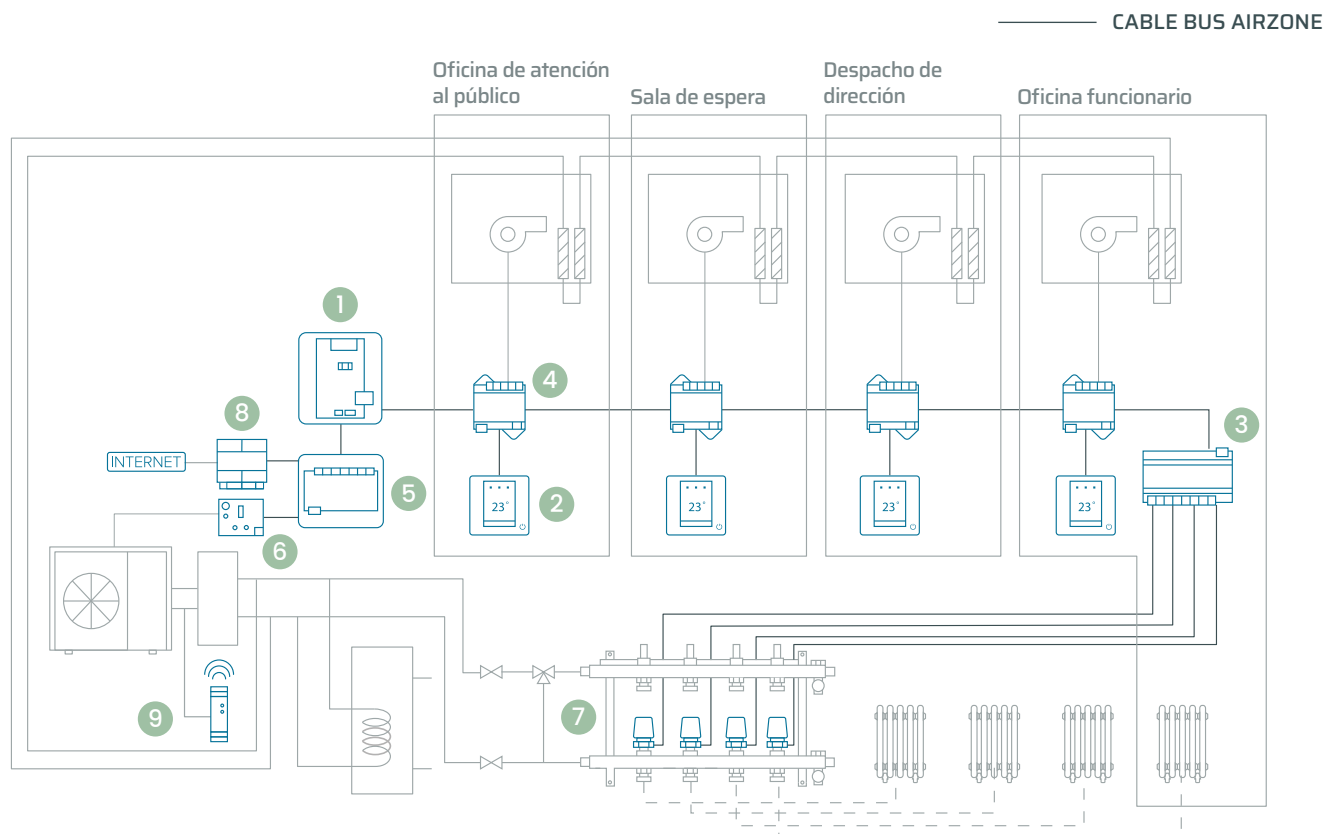 CABLE BUS AIRZONE
Oficina de atención
al público
Sala de espera
Despacho de
dirección
Oficina funcionario
1
4
8
3
INTERNET
5
2
23°
23°
23°
23°
6
7
9